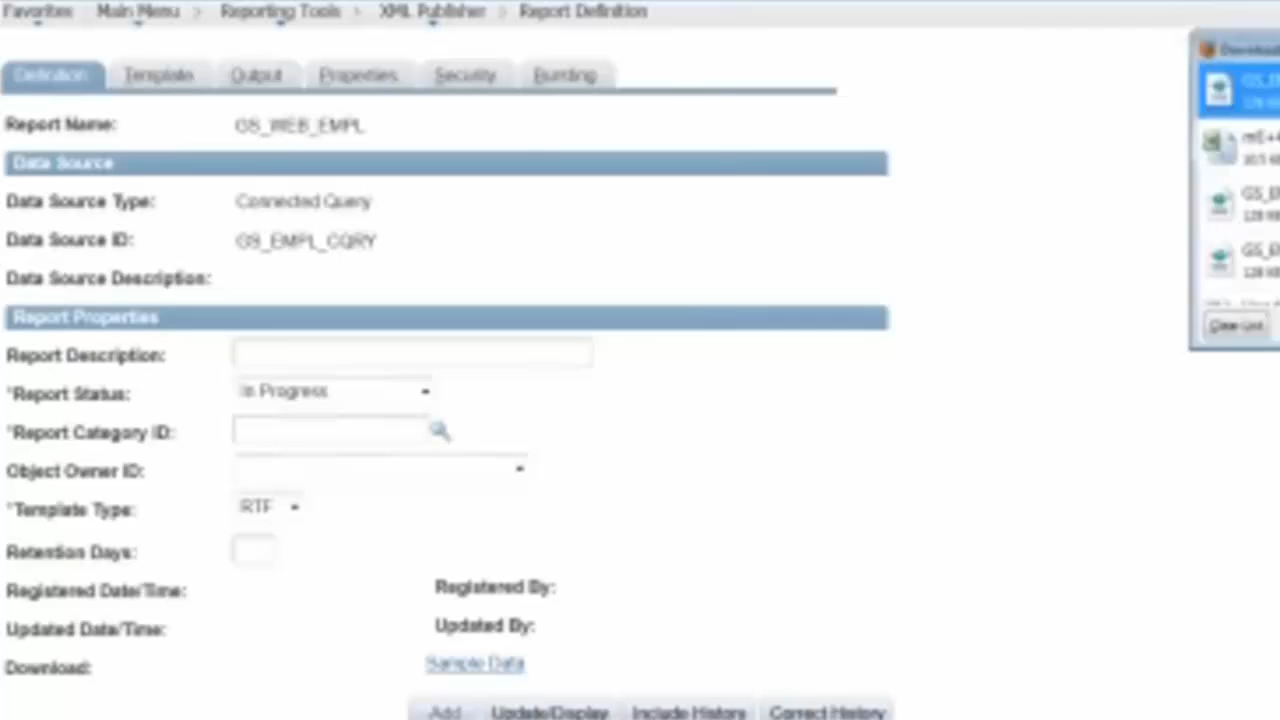 Favorites Main Menu > Reporting Tools > XML Publisher > Report Definition
Definition Template Output Properties Security Bursting
Report Name: GS_WEB_EMPL
Data Source
Data Source Type: Connected Query
Data Source ID: GS_EMPL_CQRY
Data Source Description:
Report Properties
Report Description:
*Report Status: In Progress
*Report Category ID:
Object Owner ID:
*Template Type: RTF
Retention Days:
Registered Date/Time: Registered By:
Updated Date/Time: Updated By:
Download: Sample Data
Add Update/Display Include History Correct History
Clear List